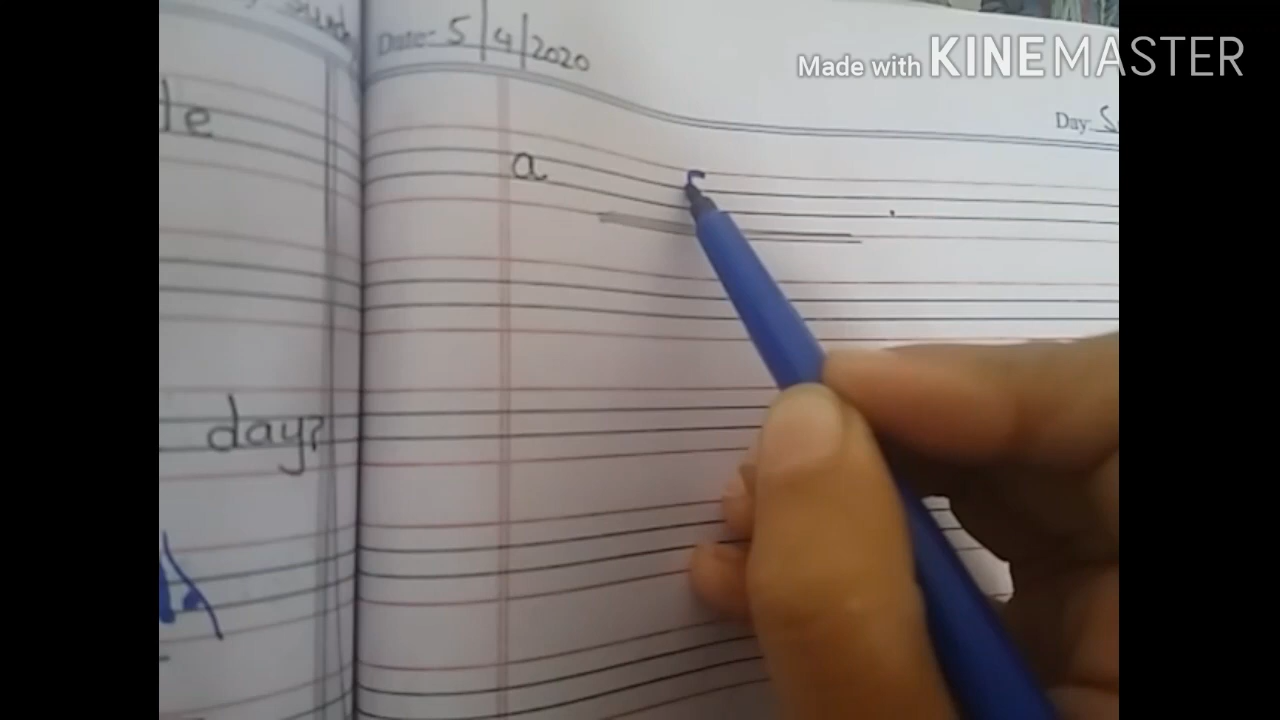 Made with KINEMASTER
Date: 5/4/2020
Day: S
le
a
day?